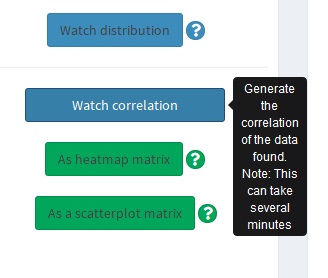 Watch distribution ?
Watch correlation
Generate
the
correlation
of the data
found.
Note: This
can take
several
minutes
As heatmap matrix ?
As a scatterplot matrix ?